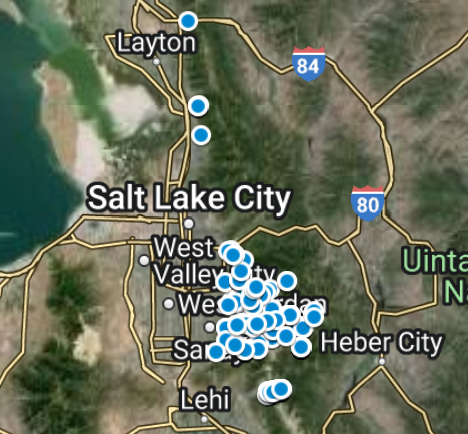 Layton
84
Salt Lake City
80
West
Valley City
Uinta
N
West Jordan
Sandy
Heber City
Lehi